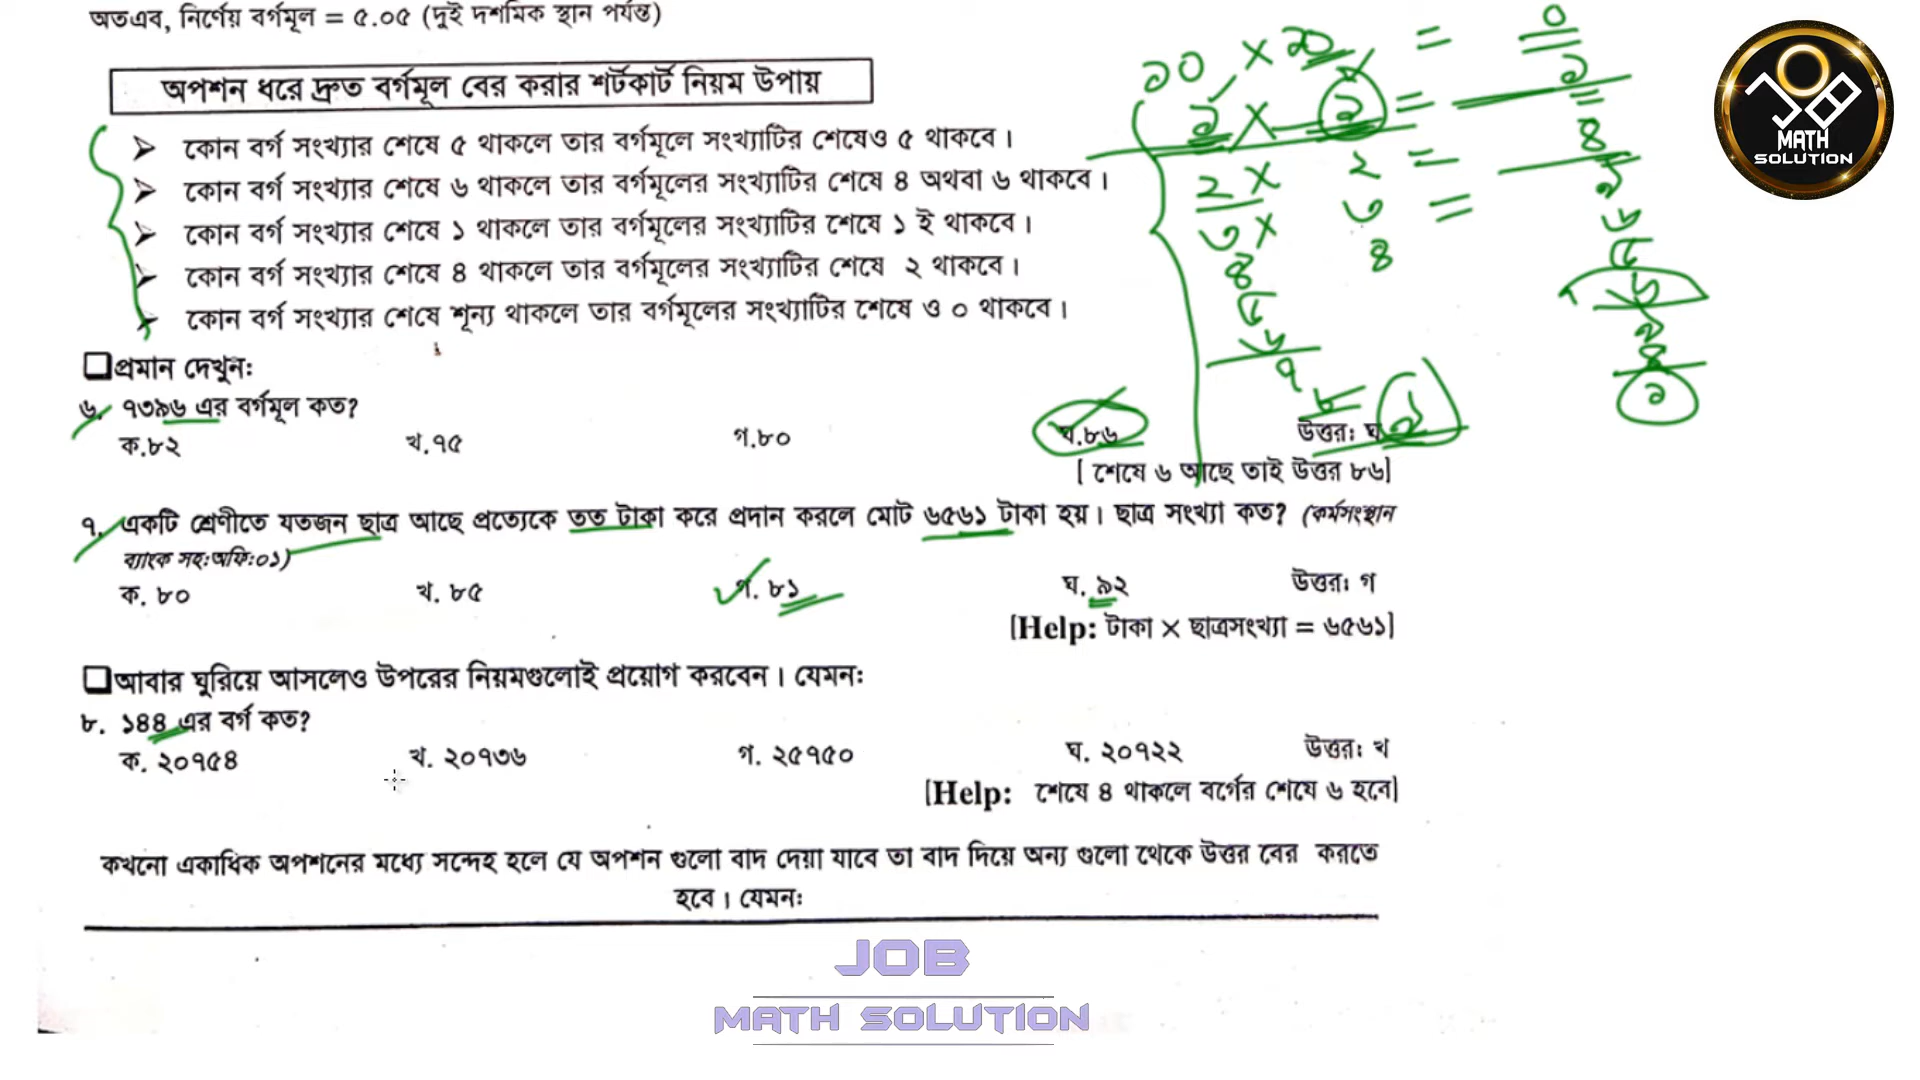 অতএব, নির্ণেয় বর্গমূল = ৫.০৫ (দুই দশমিক স্থান পর্যন্ত)
অপশন ধরে দ্রুত বর্গমূল বের করার শর্টকার্ট নিয়ম উপায়
➢ কোন বর্গ সংখ্যার শেষে ৫ থাকলে তার বর্গমূলে সংখ্যাটির শেষেও ৫ থাকবে।
➢ কোন বর্গ সংখ্যার শেষে ৬ থাকলে তার বর্গমূলের সংখ্যাটির শেষে ৪ অথবা ৬ থাকবে।
➢ কোন বর্গ সংখ্যার শেষে ১ থাকলে তার বর্গমূলের সংখ্যাটির শেষে ১ ই থাকবে।
➢ কোন বর্গ সংখ্যার শেষে ৪ থাকলে তার বর্গমূলের সংখ্যাটির শেষে ২ থাকবে।
➢ কোন বর্গ সংখ্যার শেষে শূন্য থাকলে তার বর্গমূলের সংখ্যাটির শেষে ও ০ থাকবে।
❑প্রমান দেখুন:
৬. ৭৩৯৬ এর বর্গমূল কত?
ক.৮২ খ.৭৫ গ.৮০ ঘ.৮৬ উত্তর: ঘ
[ শেষে ৬ আছে তাই উত্তর ৮৬]
৭. একটি শ্রেণীতে যতজন ছাত্র আছে প্রত্যেকে তত টাকা করে প্রদান করলে মোট ৬৫৬১ টাকা হয়। ছাত্র সংখ্যা কত? (কর্মসংস্থান
ব্যাংক সহ:অফি:০১)
ক. ৮০ খ. ৮৫ গ. ৮১ ঘ. ৯২ উত্তর: গ
[Help: টাকা × ছাত্রসংখ্যা = ৬৫৬১]
❑আবার ঘুরিয়ে আসলেও উপরের নিয়মগুলোই প্রয়োগ করবেন। যেমন:
৮. ১৪৪ এর বর্গ কত?
ক. ২০৭৫৪ খ. ২০৭৩৬ গ. ২৫৭৫০ ঘ. ২০৭২২ উত্তর: খ
[Help: শেষে ৪ থাকলে বর্গের শেষে ৬ হবে]
কখনো একাধিক অপশনের মধ্যে সন্দেহ হলে যে অপশন গুলো বাদ দেয়া যাবে তা বাদ দিয়ে অন্য গুলো থেকে উত্তর বের করতে
হবে। যেমন:
JOB
MATH SOLUTION
MATH
SOLUTION